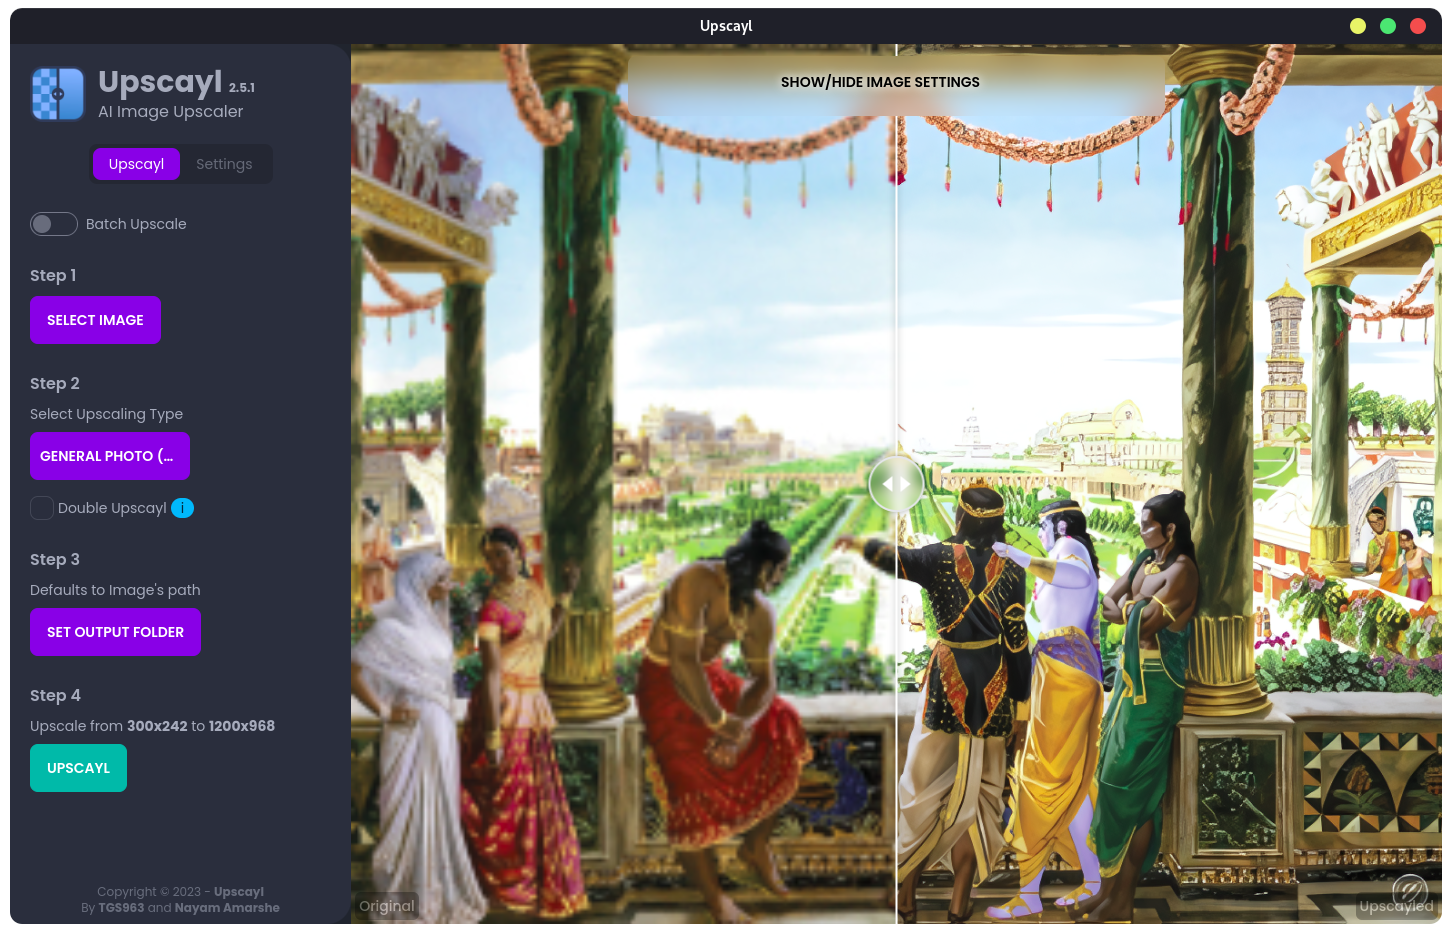 Upscayl
Upscayl 2.5.1
AI Image Upscaler
Upscayl Settings
Batch Upscale
Step 1
SELECT IMAGE
Step 2
Select Upscaling Type
GENERAL PHOTO (...
Double Upscayl i
Step 3
Defaults to Image's path
SET OUTPUT FOLDER
Step 4
Upscale from 300x242 to 1200x968
UPSCAYL
Copyright © 2023 - Upscayl
By TGS963 and Nayam Amarshe
SHOW/HIDE IMAGE SETTINGS
Original
Upscayled